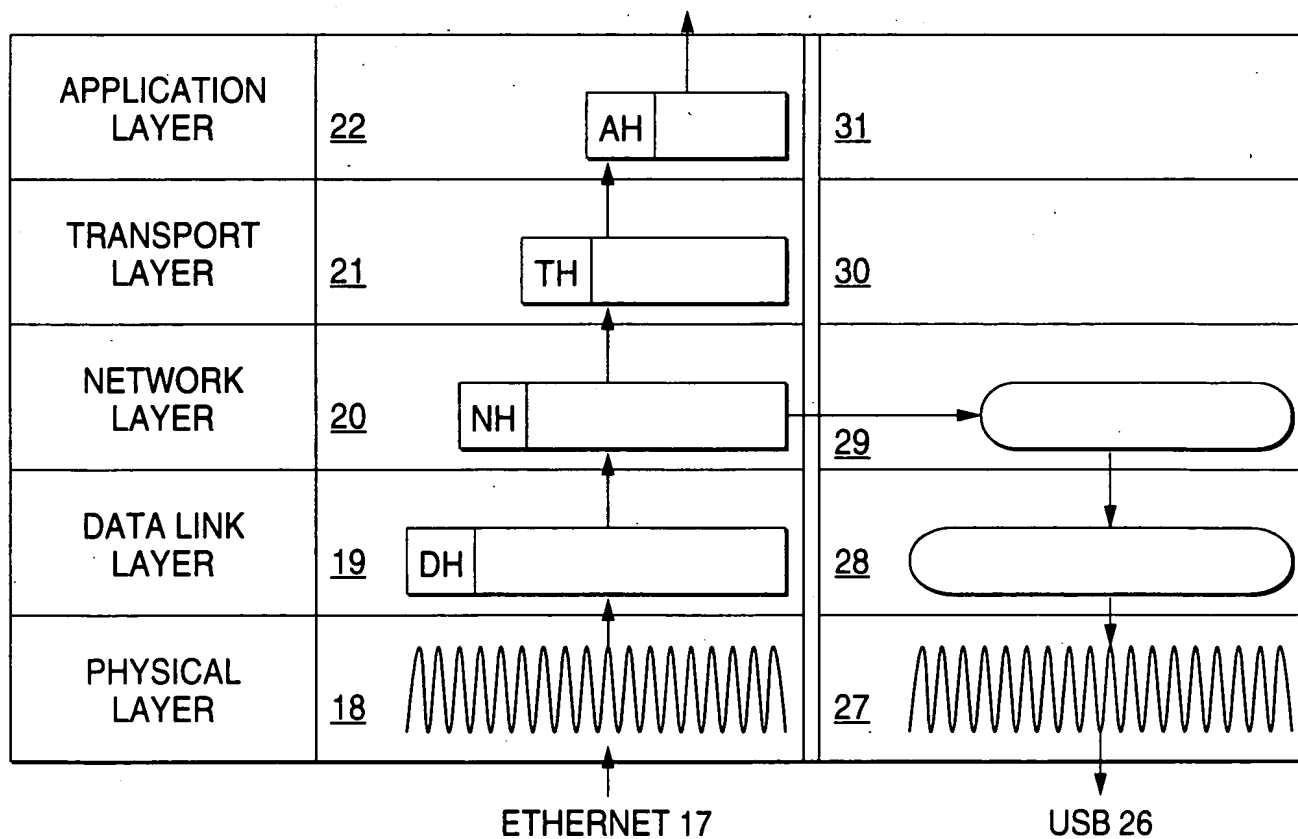 APPLICATION
LAYER
22
AH
31
TRANSPORT
LAYER
21
TH
30
NETWORK
LAYER
20
NH
29
DATA LINK
LAYER
19
DH
28
PHYSICAL
LAYER
18
27
ETHERNET 17
USB 26